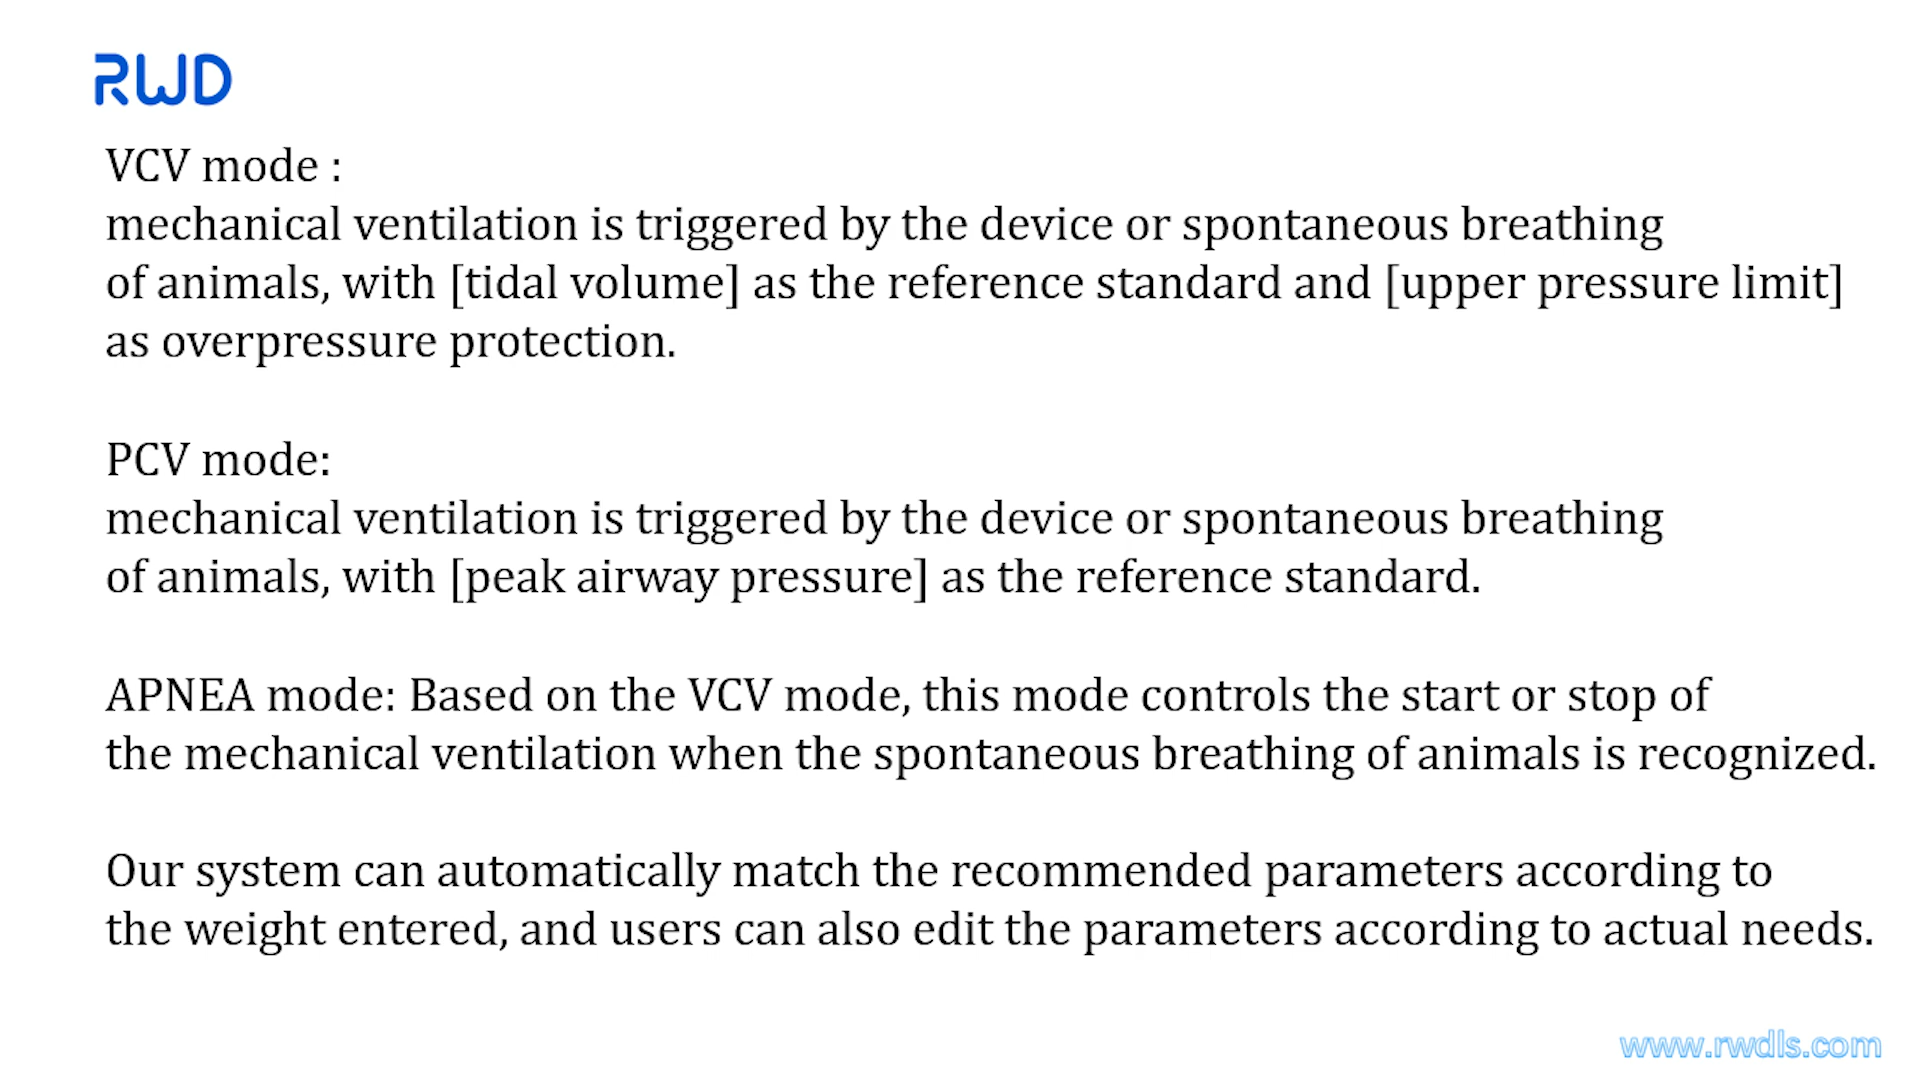 RWD
VCV mode :
mechanical ventilation is triggered by the device or spontaneous breathing
of animals, with [tidal volume] as the reference standard and [upper pressure limit]
as overpressure protection.
PCV mode:
mechanical ventilation is triggered by the device or spontaneous breathing
of animals, with [peak airway pressure] as the reference standard.
APNEA mode: Based on the VCV mode, this mode controls the start or stop of
the mechanical ventilation when the spontaneous breathing of animals is recognized.
Our system can automatically match the recommended parameters according to
the weight entered, and users can also edit the parameters according to actual needs.
www.rwdls.com